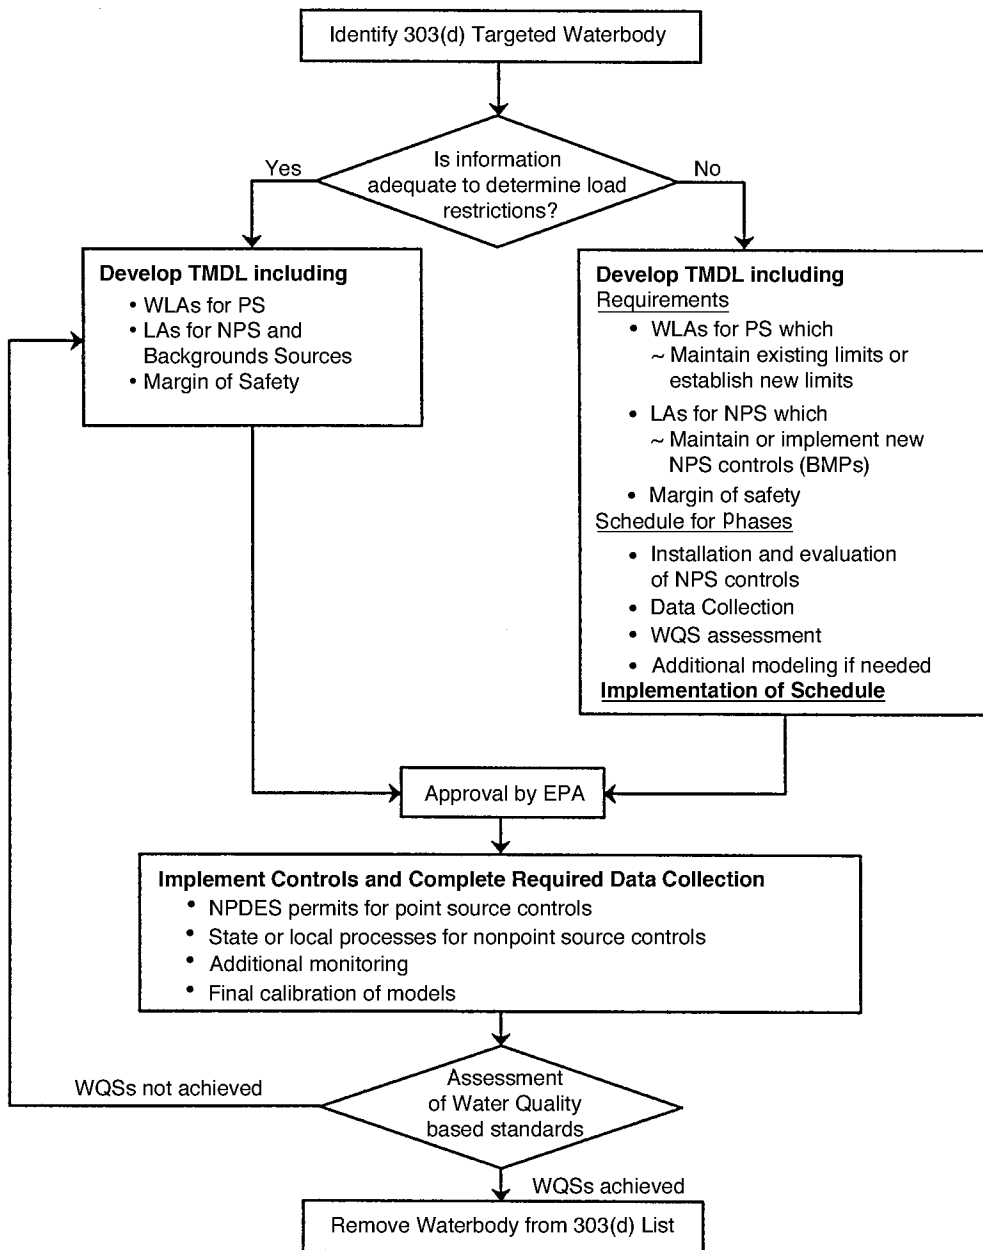 Identify 303(d) Targeted Waterbody
Is information
adequate to determine load
restrictions?
Yes
No
Develop TMDL including
• WLAs for PS
• LAs for NPS and
Backgrounds Sources
• Margin of Safety
Develop TMDL including
Requirements
• WLAs for PS which
~ Maintain existing limits or
establish new limits
• LAs for NPS which
~ Maintain or implement new
NPS controls (BMPs)
• Margin of safety
Schedule for phases
• Installation and evaluation
of NPS controls
• Data Collection
• WQS assessment
• Additional modeling if needed
Implementation of Schedule
Approval by EPA
Implement Controls and Complete Required Data Collection
• NPDES permits for point source controls
• State or local processes for nonpoint source controls
• Additional monitoring
• Final calibration of models
WQSs not achieved
Assessment
of Water Quality
based standards
WQSs achieved
Remove Waterbody from 303(d) List